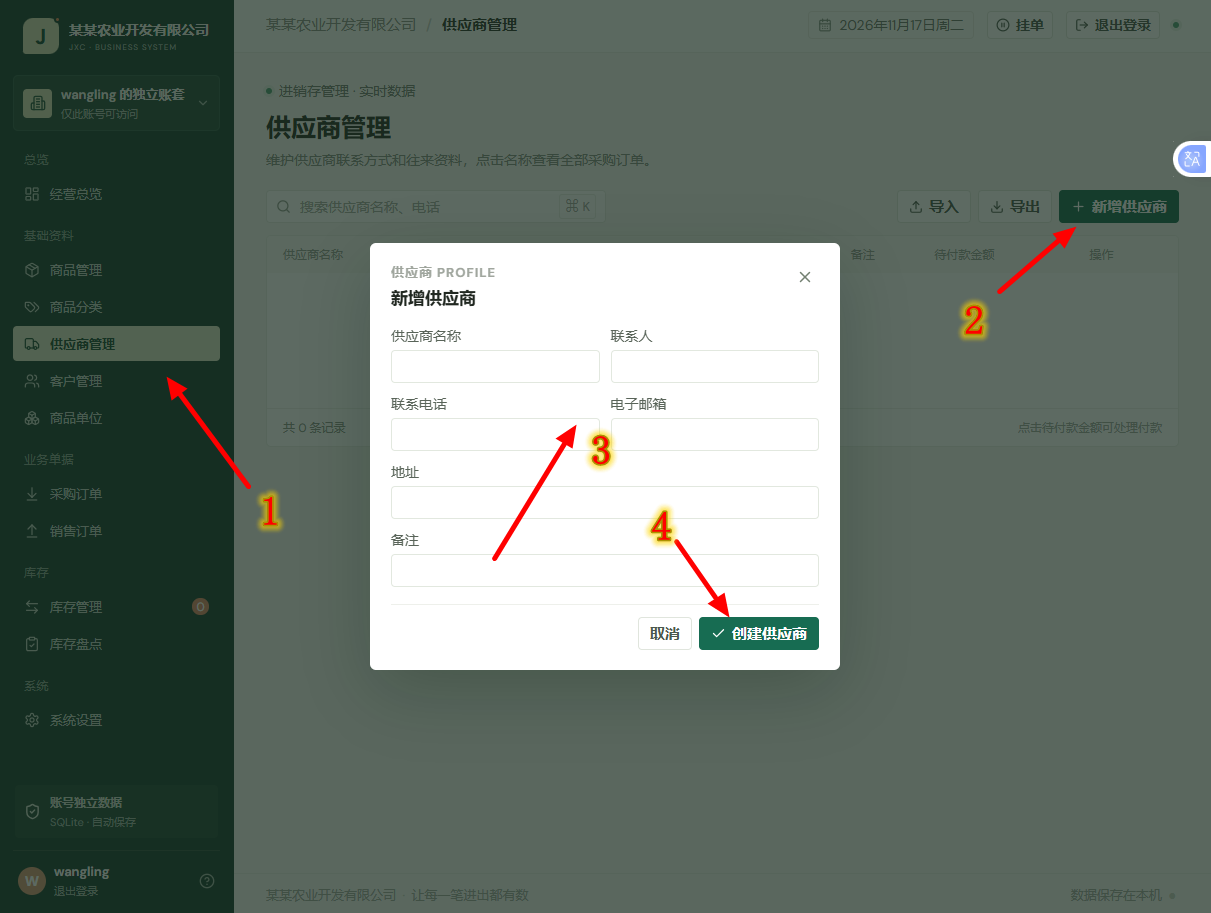 J
某某农业开发有限公司
JXC · BUSINESS SYSTEM
wangling 的独立账套
仅此账号可访问
总览
经营总览
基础资料
商品管理
商品分类
供应商管理
客户管理
商品单位
业务单据
采购订单
销售订单
库存
库存管理 0
库存盘点
系统
系统设置
账号独立数据
SQLite · 自动保存
W
wangling
退出登录
某某农业开发有限公司 / 供应商管理
2026年11月17日周二
挂单
退出登录
进销存管理 · 实时数据
供应商管理
维护供应商联系方式和往来资料，点击名称查看全部采购订单。
搜索供应商名称、电话 ⌘ K
导入
导出
+ 新增供应商
供应商名称 备注 待付款金额 操作
供应商 PROFILE
新增供应商
供应商名称 联系人
联系电话 电子邮箱
地址
备注
取消
创建供应商
共 0 条记录 点击待付款金额可处理付款
1
2
3
4
某某农业开发有限公司 · 让每一笔进出都有数
数据保存在本机